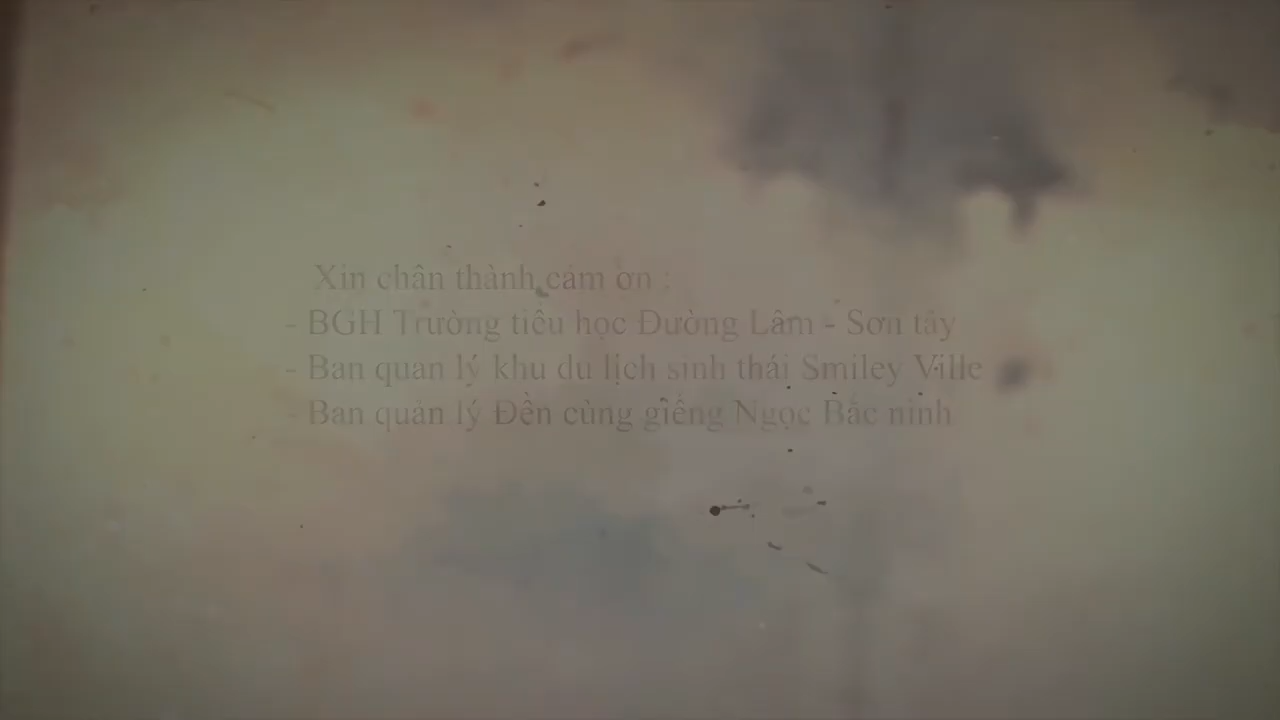 Xin chân thành cảm ơn :
- BGH Trường tiểu học Đường Lâm - Sơn tây
- Ban quan lý khu du lịch sinh thái Smiley Ville
- Ban quản lý Đền cùng giếng Ngọc Bắc ninh